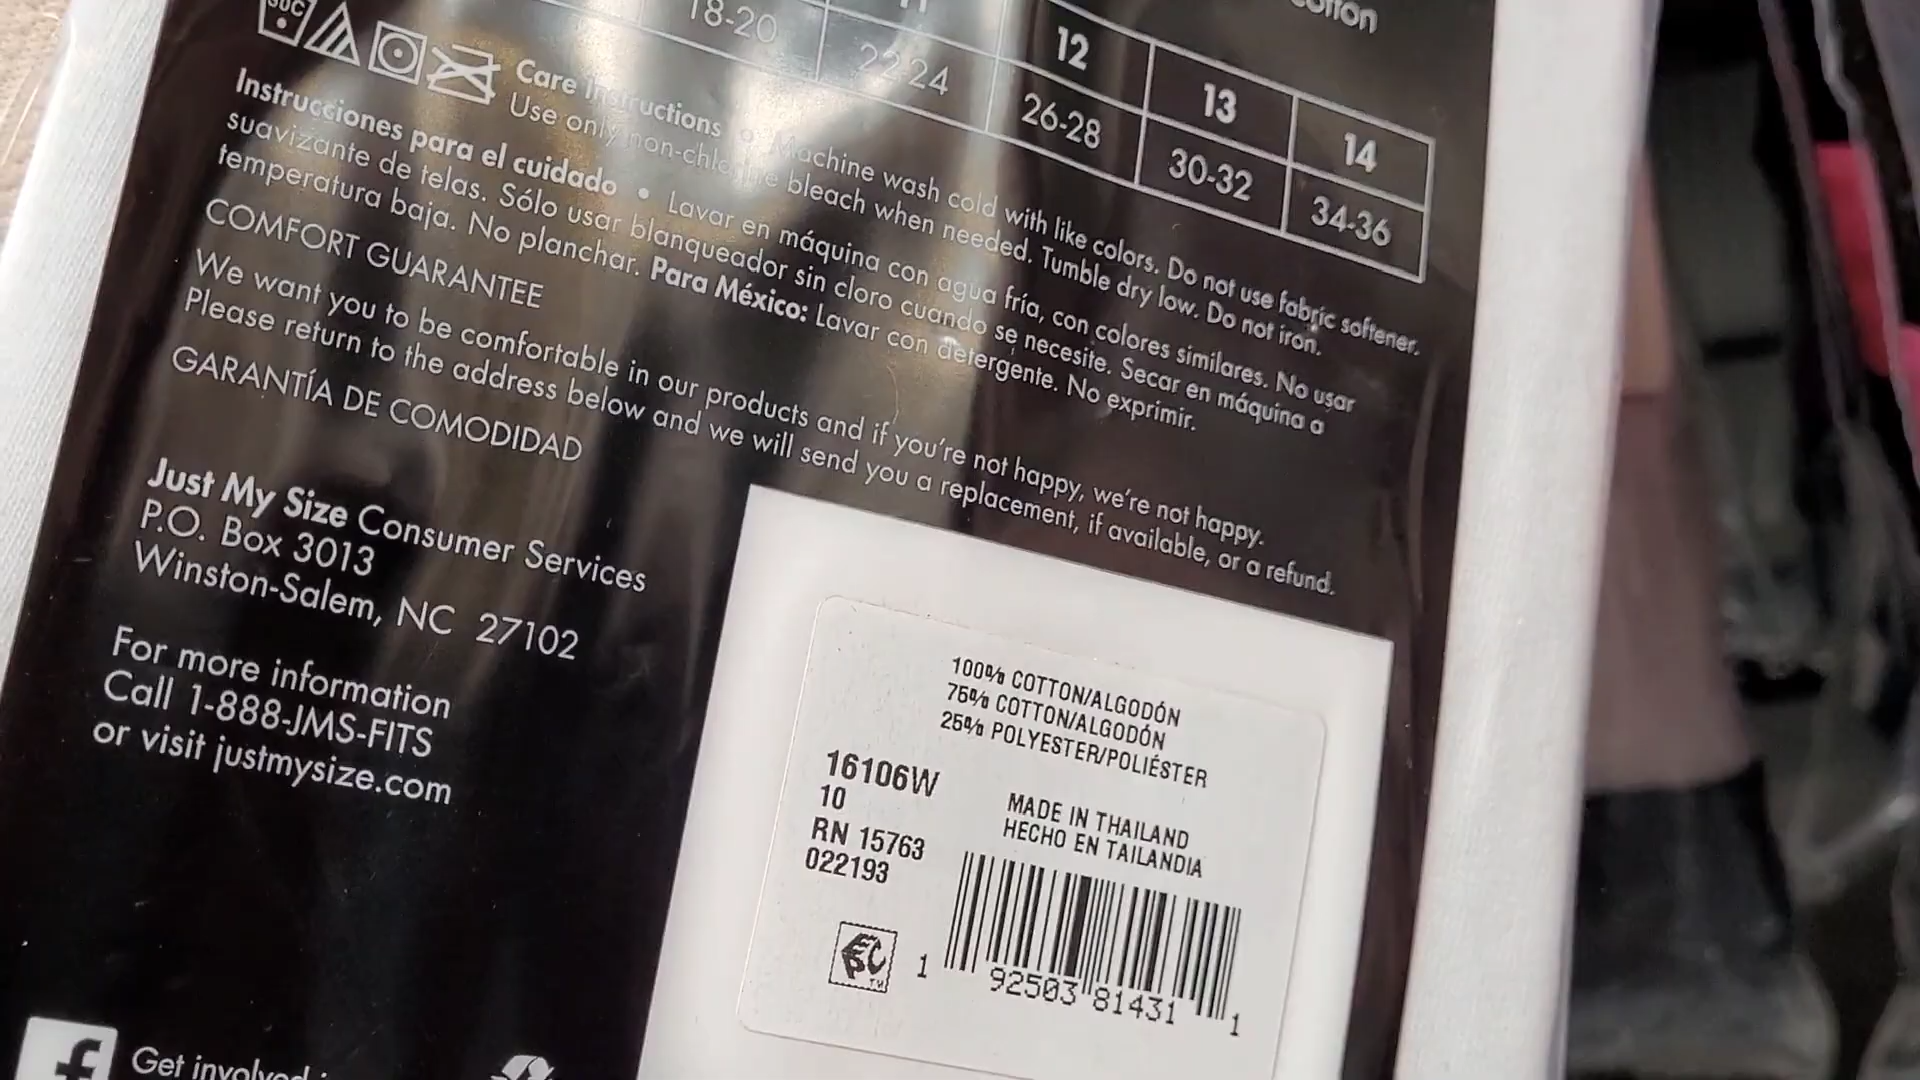 30C
18-20
22-24
12
26-28
13
30-32
14
34-36
Care Instructions • Machine wash cold with like colors. Do not use fabric softener.
Use only non-chlorine bleach when needed. Tumble dry low. Do not iron.
Instrucciones para el cuidado • Lavar en máquina con agua fría, con colores similares. No usar
suavizante de telas. Sólo usar blanqueador sin cloro cuando se necesite. Secar en máquina a
temperatura baja. No planchar. Para México: Lavar con detergente. No exprimir.
COMFORT GUARANTEE
We want you to be comfortable in our products and if you're not happy, we're not happy.
Please return to the address below and we will send you a replacement, if available, or a refund.
GARANTÍA DE COMODIDAD
Just My Size Consumer Services
P.O. Box 3013
Winston-Salem, NC 27102
For more information
Call 1-888-JMS-FITS
or visit justmysize.com
100% COTTON/ALGODÓN
75% COTTON/ALGODÓN
25% POLYESTER/POLIÉSTER
16106W
10
RN 15763
022193
MADE IN THAILAND
HECHO EN TAILANDIA
1 92503 81431 1
f
Get involved